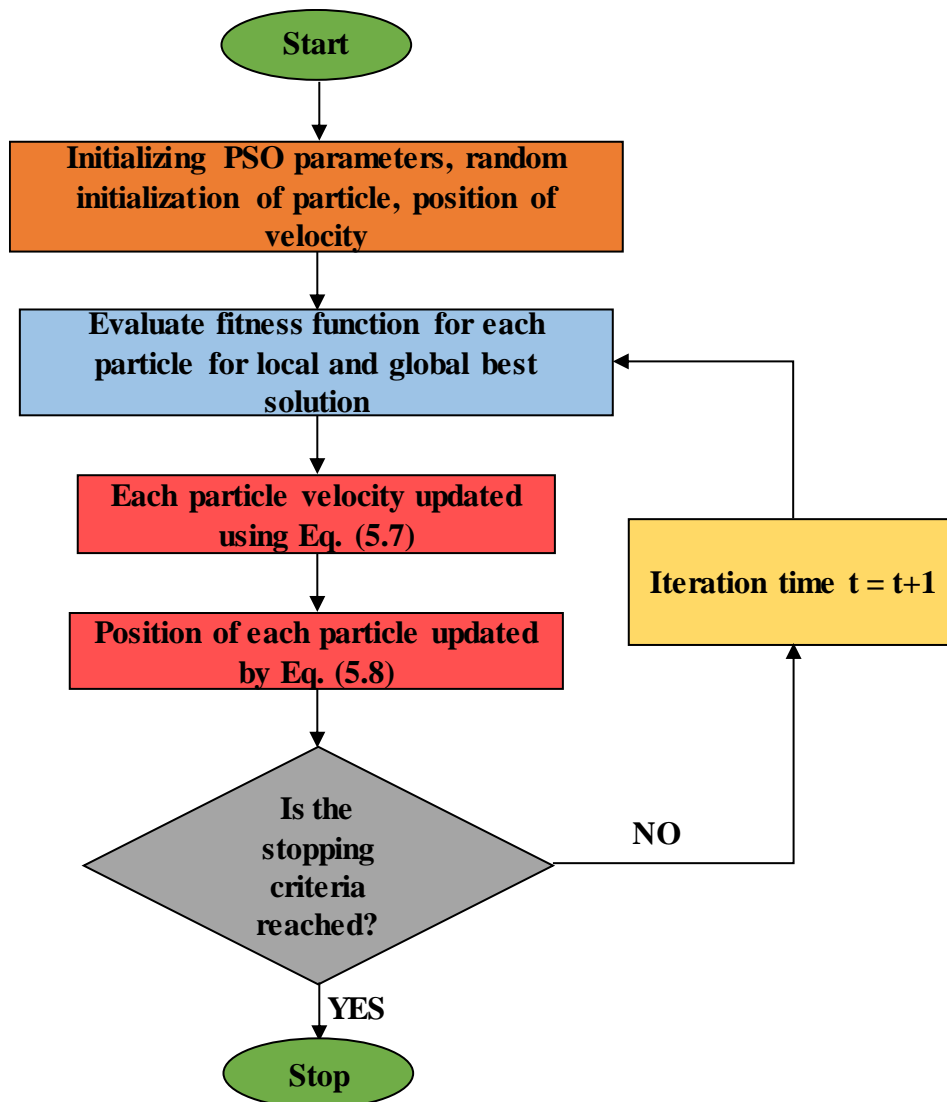 Start
Initializing PSO parameters, random
initialization of particle, position of
velocity
Evaluate fitness function for each
particle for local and global best
solution
Each particle velocity updated
using Eq. (5.7)
Iteration time t = t+1
Position of each particle updated
by Eq. (5.8)
Is the
stopping
criteria
reached?
NO
YES
Stop